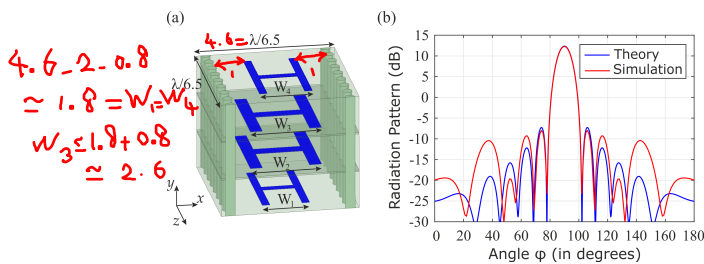 (a)
(b)
4.6=λ/6.5
4.6-2-0.8
≃ 1.8 = W₁=W₄
W₃≤1.8+0.8
≃ 2.6
λ/6.5
1
1
W₄
W₃
W₂
W₁
y
x
z
Radiation Pattern (dB)
15
10
5
0
-5
-10
-15
-20
-25
-30
Theory
Simulation
0 20 40 60 80 100 120 140 160 180
Angle φ (in degrees)